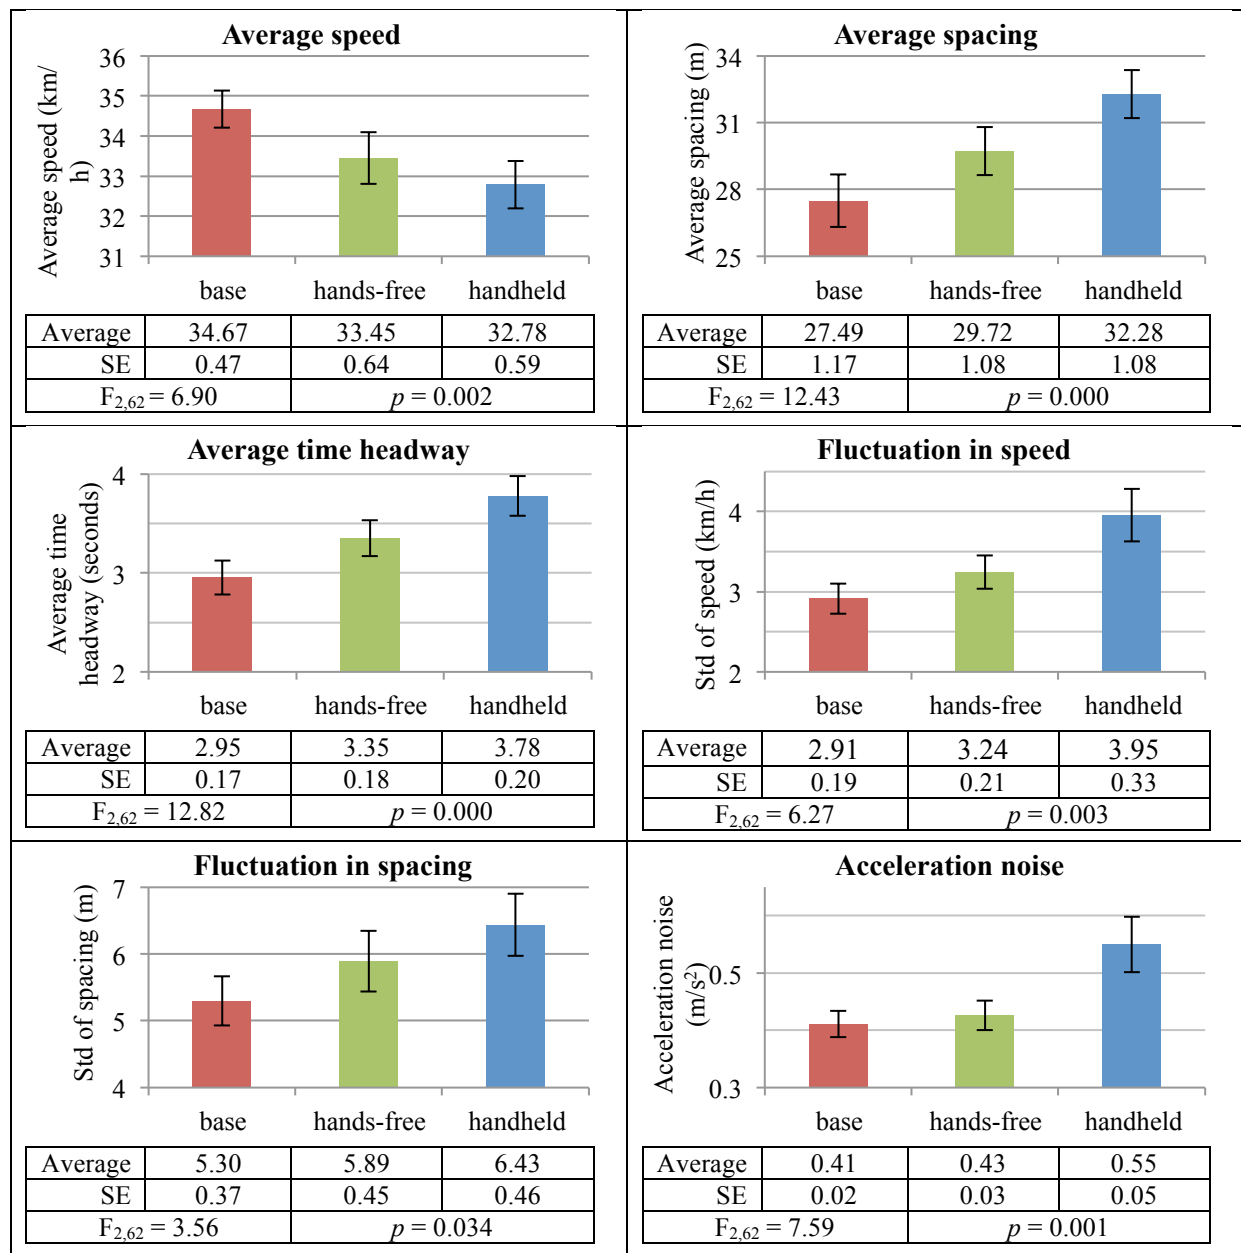 Average speed
Average speed (km/
h)
36
35
34
33
32
31
base hands-free handheld
Average 34.67 33.45 32.78
SE 0.47 0.64 0.59
F2,62 = 6.90 p = 0.002
Average spacing
Average spacing (m)
34
31
28
25
base hands-free handheld
Average 27.49 29.72 32.28
SE 1.17 1.08 1.08
F2,62 = 12.43 p = 0.000
Average time headway
Average time
headway (seconds)
4
3
2
base hands-free handheld
Average 2.95 3.35 3.78
SE 0.17 0.18 0.20
F2,62 = 12.82 p = 0.000
Fluctuation in speed
Std of speed (km/h)
4
3
2
base hands-free handheld
Average 2.91 3.24 3.95
SE 0.19 0.21 0.33
F2,62 = 6.27 p = 0.003
Fluctuation in spacing
Std of spacing (m)
7
6
5
4
base hands-free handheld
Average 5.30 5.89 6.43
SE 0.37 0.45 0.46
F2,62 = 3.56 p = 0.034
Acceleration noise
Acceleration noise
(m/s²)
0.5
0.3
base hands-free handheld
Average 0.41 0.43 0.55
SE 0.02 0.03 0.05
F2,62 = 7.59 p = 0.001